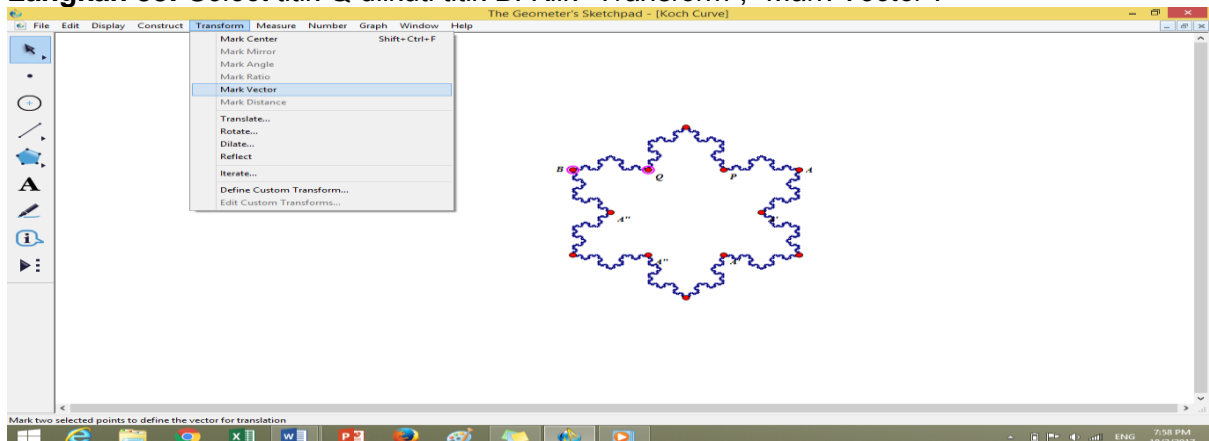 The Geometer's Sketchpad - [Koch Curve]
File Edit Display Construct Transform Measure Number Graph Window Help
Mark Center Shift+Ctrl+F
Mark Mirror
Mark Angle
Mark Ratio
Mark Vector
Mark Distance
Translate...
Rotate...
Dilate...
Reflect
Iterate...
Define Custom Transform...
Edit Custom Transforms...
B Q P A
A"
A" A'
Mark two selected points to define the vector for translation
ENG 7:58 PM